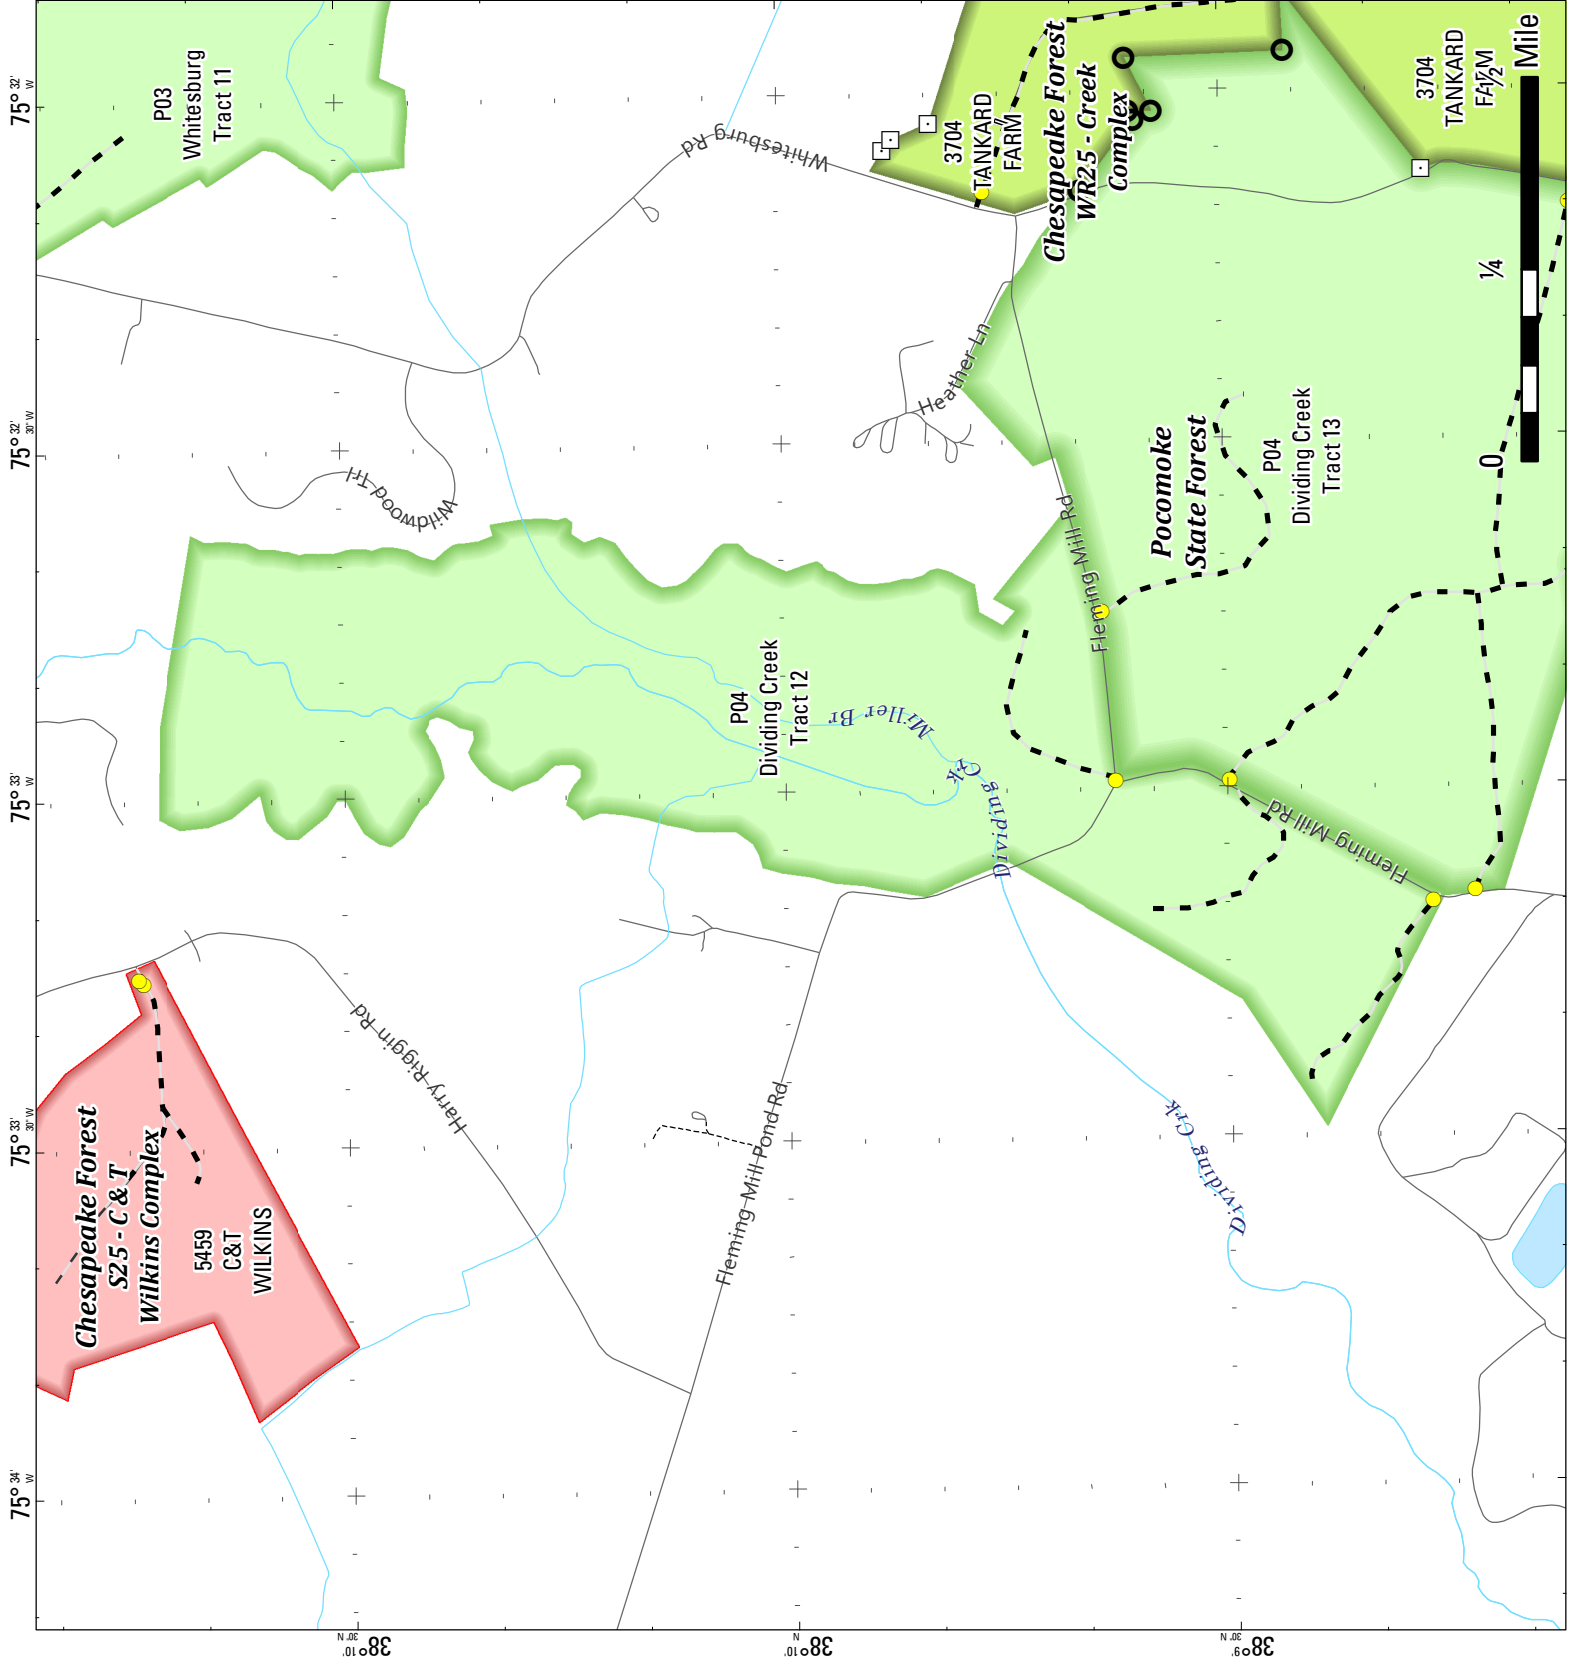 75° 34' W
75° 33' 30" W
75° 33' W
75° 32' 30" W
75° 32' W
38° 10' 30" N
38° 10' N
38° 9' 30" N
Chesapeake Forest
S25 - C & T
Wilkins Complex
5459
C&T
WILKINS
P03
Whitesburg
Tract 11
Harry Riggin Rd
Wildwood Trl
Whitesburg Rd
Fleming Mill Pond Rd
P04
Dividing Creek
Tract 12
Miller Br
Dividing Crk
Heather Ln
3704
TANKARD
FARM
Chesapeake Forest
WR25 - Creek
Complex
Fleming Mill Rd
Pocomoke
State Forest
P04
Dividing Creek
Tract 13
Fleming Mill Rd
Dividing Crk
3704
TANKARD
FARM
0
1/4
1/2
Mile